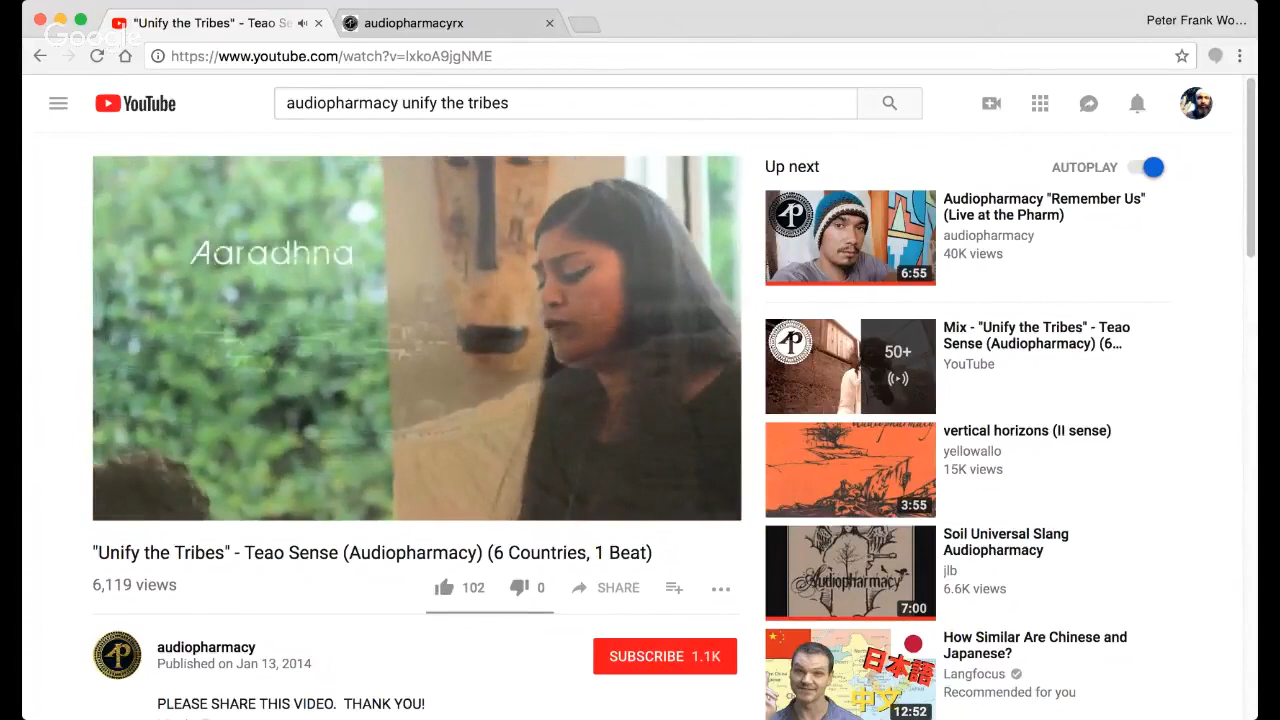 "Unify the Tribes" - Teao Se
audiopharmacyrx
Peter Frank Wo...
Google
https://www.youtube.com/watch?v=lxkoA9jgNME
YouTube
audiopharmacy unify the tribes
Aaradhna
Up next
AUTOPLAY
AP
6:55
Audiopharmacy "Remember Us"
(Live at the Pharm)
audiopharmacy
40K views
AP
50+
Mix - "Unify the Tribes" - Teao
Sense (Audiopharmacy) (6...
YouTube
3:55
vertical horizons (II sense)
yellowallo
15K views
Audiopharmacy
7:00
Soil Universal Slang
Audiopharmacy
jlb
6.6K views
日本語
中文
12:52
How Similar Are Chinese and
Japanese?
Langfocus
Recommended for you
"Unify the Tribes" - Teao Sense (Audiopharmacy) (6 Countries, 1 Beat)
6,119 views
102
0
SHARE
AP
audiopharmacy
Published on Jan 13, 2014
SUBSCRIBE 1.1K
PLEASE SHARE THIS VIDEO. THANK YOU!